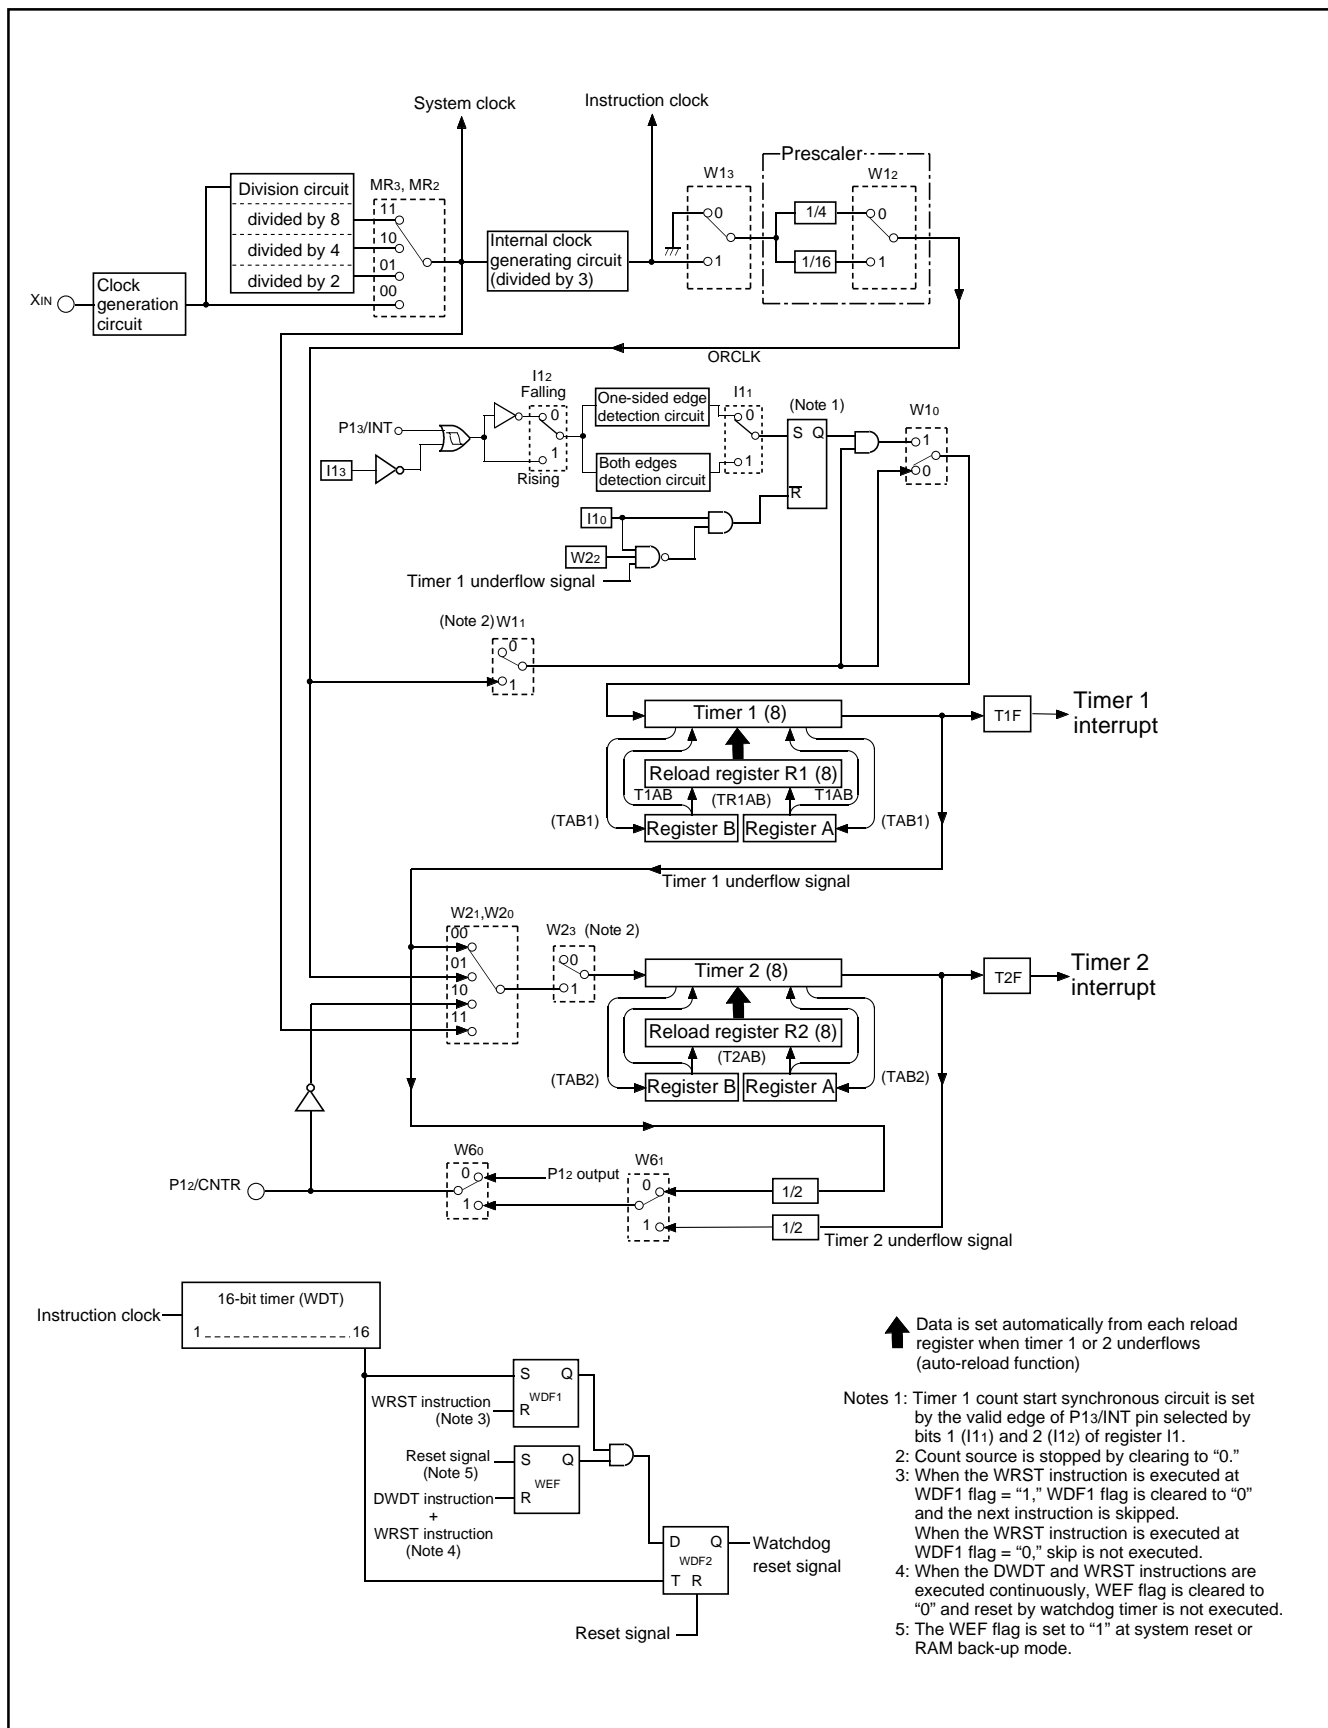 System clock
Instruction clock
Prescaler
W13
W12
Division circuit
MR3, MR2
divided by 8
divided by 4
divided by 2
11
10
01
00
Internal clock
generating circuit
(divided by 3)
0
1
1/4
1/16
0
1
XIN
Clock
generation
circuit
ORCLK
I12
Falling
0
1
Rising
One-sided edge
detection circuit
Both edges
detection circuit
I11
0
1
(Note 1)
S Q
R
W10
1
0
P13/INT
I13
I10
W22
Timer 1 underflow signal
(Note 2) W11
0
1
Timer 1 (8)
T1F
Timer 1
interrupt
Reload register R1 (8)
T1AB
(TR1AB)
T1AB
(TAB1)
Register B
Register A
(TAB1)
Timer 1 underflow signal
W21,W20
00
01
10
11
W23 (Note 2)
0
1
Timer 2 (8)
T2F
Timer 2
interrupt
Reload register R2 (8)
(T2AB)
(TAB2)
Register B
Register A
(TAB2)
P12/CNTR
W60
0
1
P12 output
W61
0
1
1/2
1/2
Timer 2 underflow signal
Instruction clock
16-bit timer (WDT)
1 16
S Q
WDF1
R
WRST instruction
(Note 3)
Reset signal
(Note 5)
S Q
WEF
R
DWDT instruction
+
WRST instruction
(Note 4)
D Q
WDF2
T R
Watchdog
reset signal
Reset signal
Data is set automatically from each reload
register when timer 1 or 2 underflows
(auto-reload function)
Notes 1: Timer 1 count start synchronous circuit is set
by the valid edge of P13/INT pin selected by
bits 1 (I11) and 2 (I12) of register I1.
2: Count source is stopped by clearing to “0.”
3: When the WRST instruction is executed at
WDF1 flag = “1,” WDF1 flag is cleared to “0”
and the next instruction is skipped.
When the WRST instruction is executed at
WDF1 flag = “0,” skip is not executed.
4: When the DWDT and WRST instructions are
executed continuously, WEF flag is cleared to
“0” and reset by watchdog timer is not executed.
5: The WEF flag is set to “1” at system reset or
RAM back-up mode.